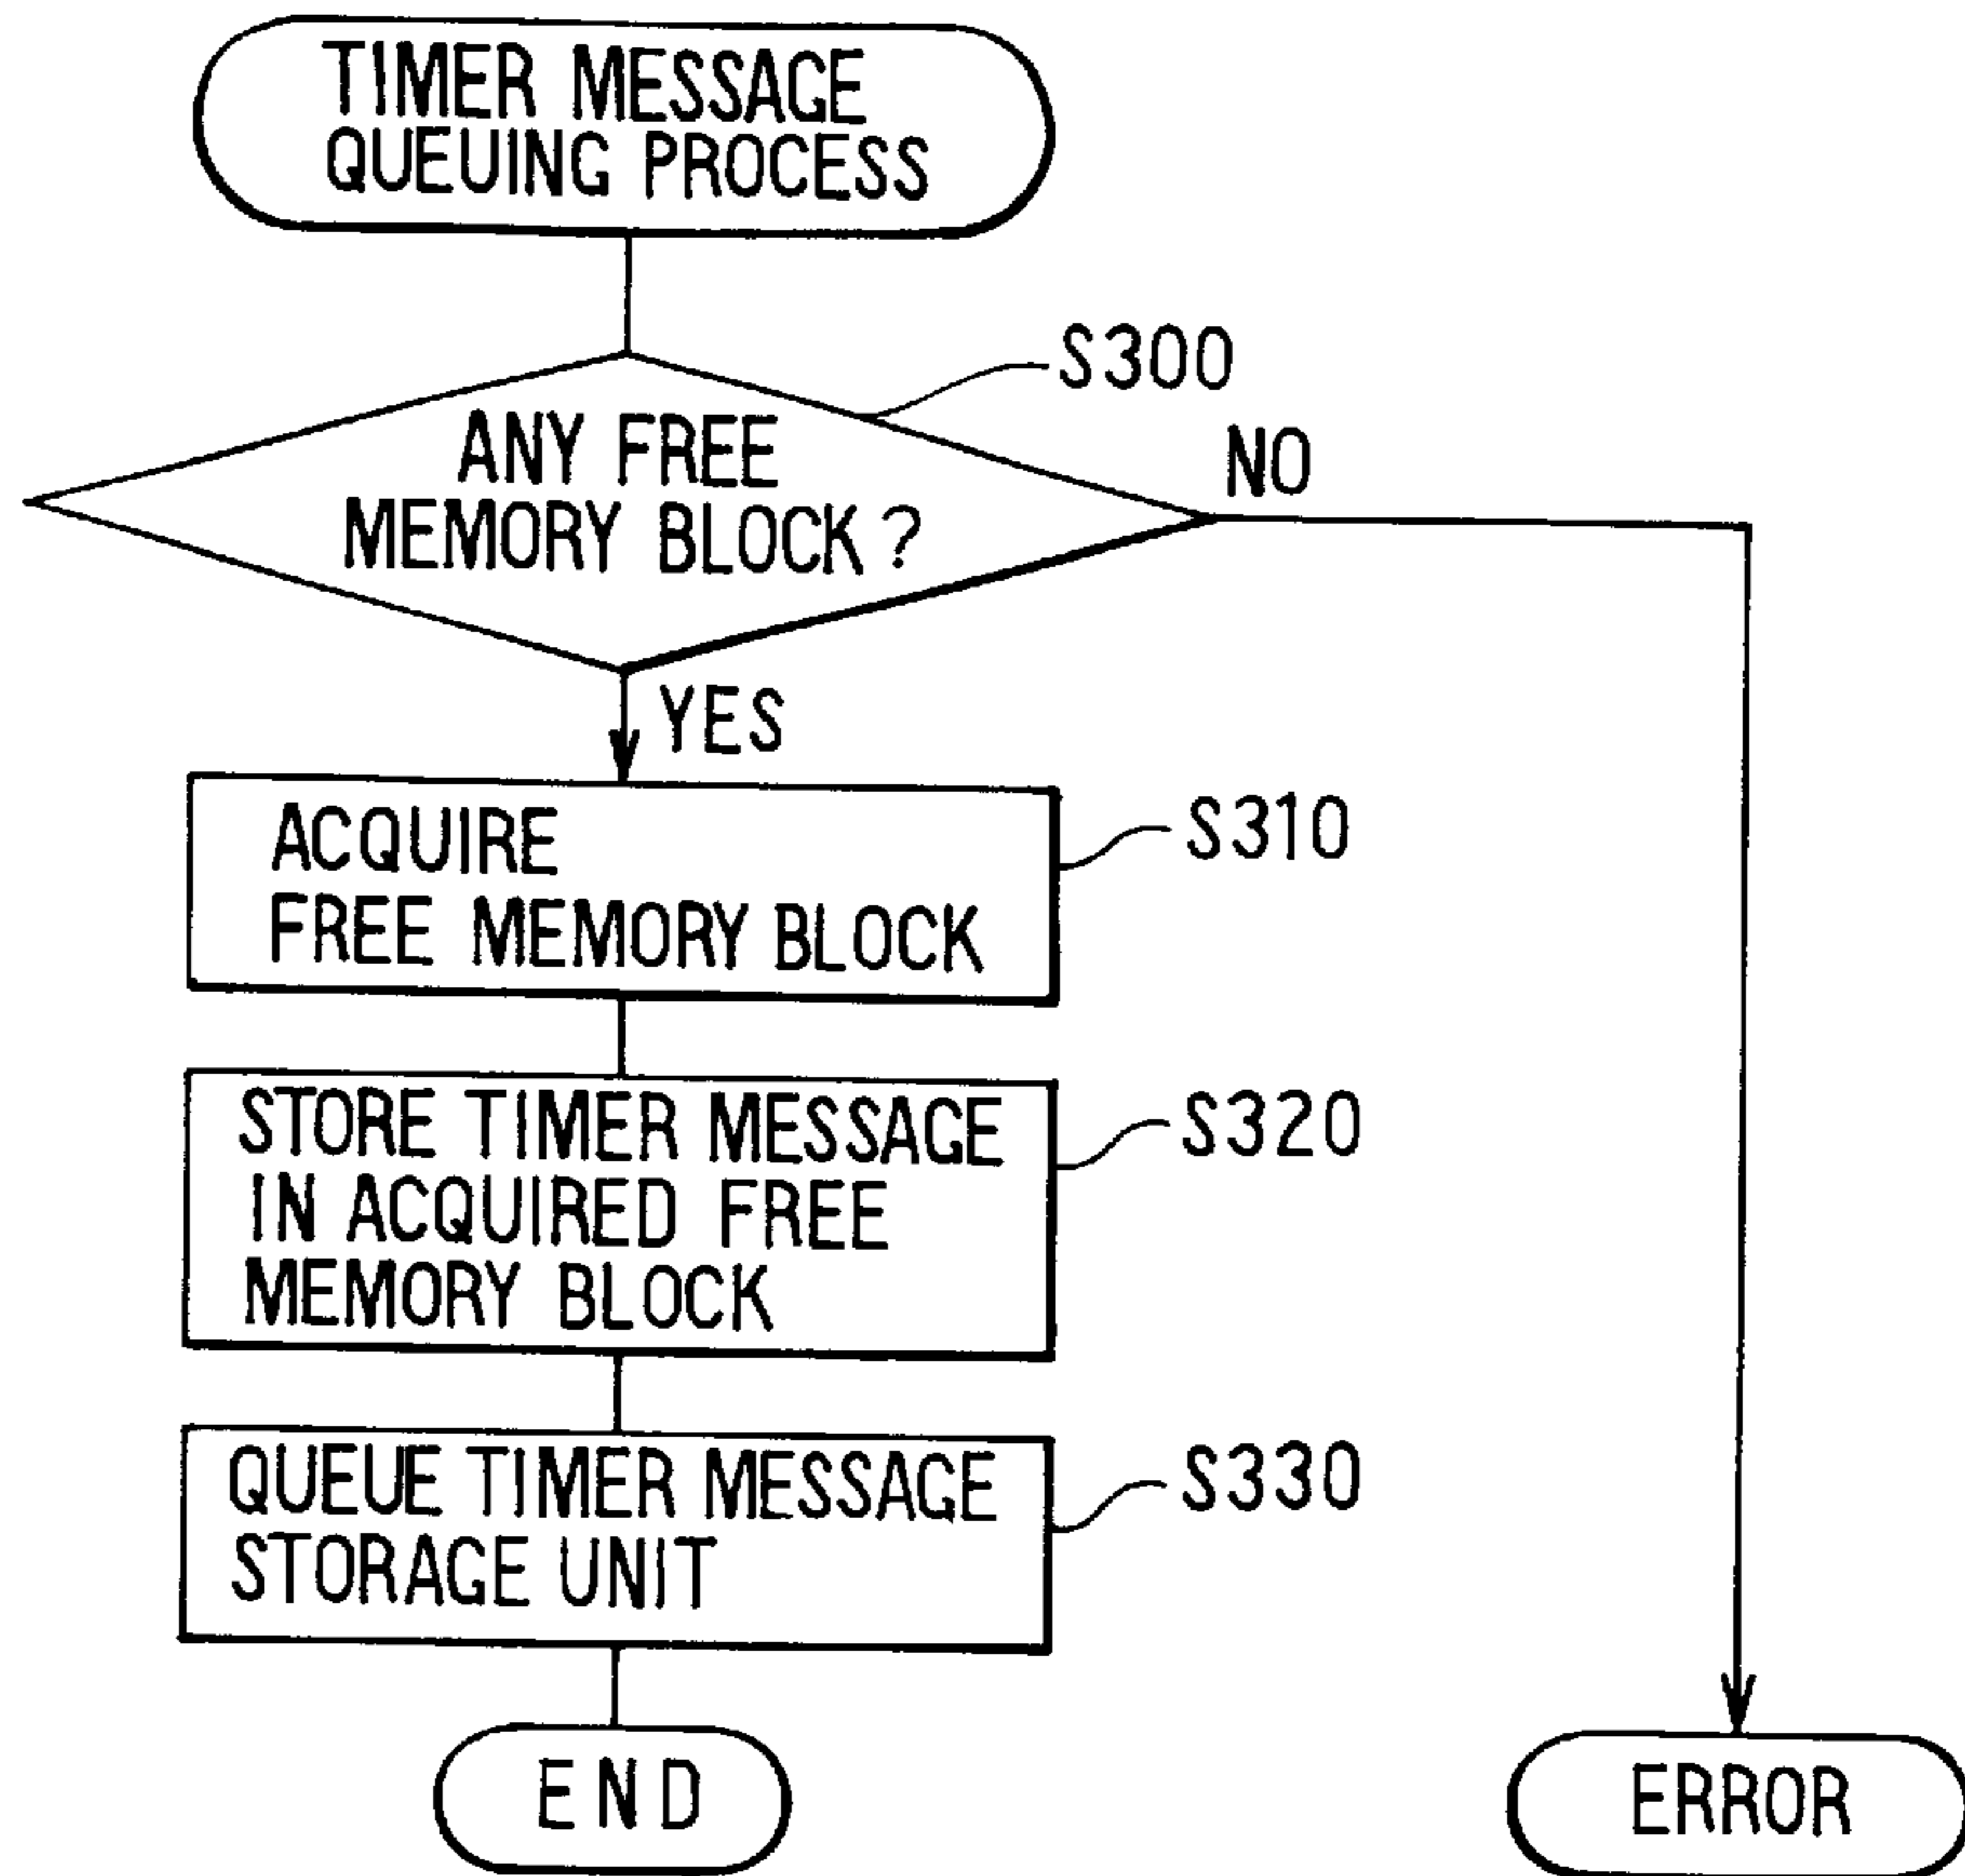 TIMER MESSAGE
QUEUING PROCESS
S300
ANY FREE
MEMORY BLOCK ?
NO
YES
ACQUIRE
FREE MEMORY BLOCK
S310
STORE TIMER MESSAGE
IN ACQUIRED FREE
MEMORY BLOCK
S320
QUEUE TIMER MESSAGE
STORAGE UNIT
S330
END
ERROR